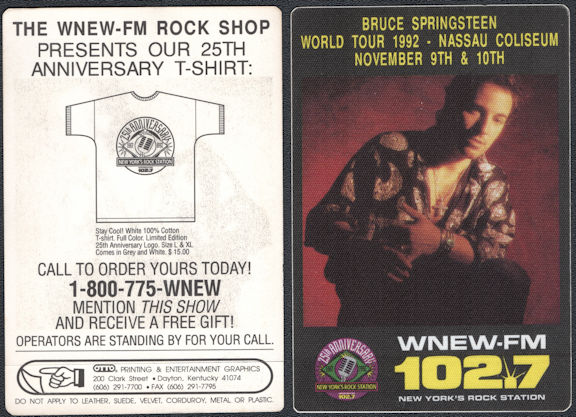 THE WNEW-FM ROCK SHOP
PRESENTS OUR 25TH
ANNIVERSARY T-SHIRT:
25TH ANNIVERSARY
NEW YORK'S ROCK STATION
102.7
Stay Cool! White 100% Cotton
T-shirt. Full Color, Limited Edition
25th Anniversary Logo. Size L & XL
Comes in Grey and White. $ 15.00
CALL TO ORDER YOURS TODAY!
1-800-775-WNEW
MENTION THIS SHOW
AND RECEIVE A FREE GIFT!
OPERATORS ARE STANDING BY FOR YOUR CALL.
OTTO. PRINTING & ENTERTAINMENT GRAPHICS
200 Clark Street • Dayton, Kentucky 41074
(606) 291-7700 • FAX (606) 291-7795
DO NOT APPLY TO LEATHER, SUEDE, VELVET, CORDUROY, METAL OR PLASTIC.
BRUCE SPRINGSTEEN
WORLD TOUR 1992 - NASSAU COLISEUM
NOVEMBER 9TH & 10TH
25TH ANNIVERSARY
NEW YORK'S ROCK STATION
102.7
WNEW-FM
102.7
NEW YORK'S ROCK STATION